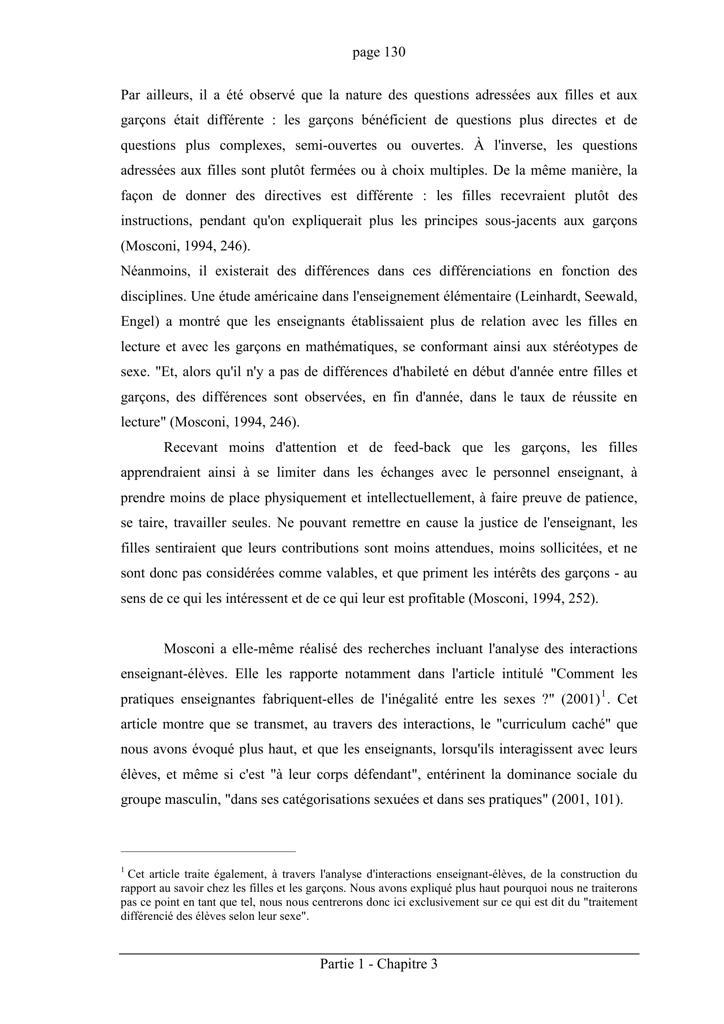 page 130
Par ailleurs, il a été observé que la nature des questions adressées aux filles et aux
garçons était différente : les garçons bénéficient de questions plus directes et de
questions plus complexes, semi-ouvertes ou ouvertes. À l'inverse, les questions
adressées aux filles sont plutôt fermées ou à choix multiples. De la même manière, la
façon de donner des directives est différente : les filles recevraient plutôt des
instructions, pendant qu'on expliquerait plus les principes sous-jacents aux garçons
(Mosconi, 1994, 246).
Néanmoins, il existerait des différences dans ces différenciations en fonction des
disciplines. Une étude américaine dans l'enseignement élémentaire (Leinhardt, Seewald,
Engel) a montré que les enseignants établissaient plus de relation avec les filles en
lecture et avec les garçons en mathématiques, se conformant ainsi aux stéréotypes de
sexe. "Et, alors qu'il n'y a pas de différences d'habileté en début d'année entre filles et
garçons, des différences sont observées, en fin d'année, dans le taux de réussite en
lecture" (Mosconi, 1994, 246).
Recevant moins d'attention et de feed-back que les garçons, les filles
apprendraient ainsi à se limiter dans les échanges avec le personnel enseignant, à
prendre moins de place physiquement et intellectuellement, à faire preuve de patience,
se taire, travailler seules. Ne pouvant remettre en cause la justice de l'enseignant, les
filles sentiraient que leurs contributions sont moins attendues, moins sollicitées, et ne
sont donc pas considérées comme valables, et que priment les intérêts des garçons - au
sens de ce qui les intéressent et de ce qui leur est profitable (Mosconi, 1994, 252).
Mosconi a elle-même réalisé des recherches incluant l'analyse des interactions
enseignant-élèves. Elle les rapporte notamment dans l'article intitulé "Comment les
pratiques enseignantes fabriquent-elles de l'inégalité entre les sexes ?" (2001)1. Cet
article montre que se transmet, au travers des interactions, le "curriculum caché" que
nous avons évoqué plus haut, et que les enseignants, lorsqu'ils interagissent avec leurs
élèves, et même si c'est "à leur corps défendant", entérinent la dominance sociale du
groupe masculin, "dans ses catégorisations sexuées et dans ses pratiques" (2001, 101).
1 Cet article traite également, à travers l'analyse d'interactions enseignant-élèves, de la construction du
rapport au savoir chez les filles et les garçons. Nous avons expliqué plus haut pourquoi nous ne traiterons
pas ce point en tant que tel, nous nous centrerons donc ici exclusivement sur ce qui est dit du "traitement
différencié des élèves selon leur sexe".
Partie 1 - Chapitre 3